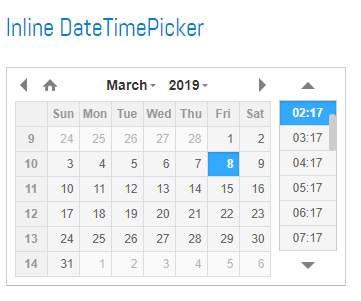 Inline DateTimePicker
March 2019
Sun Mon Tue Wed Thu Fri Sat
9 24 25 26 27 28 1 2
10 3 4 5 6 7 8 9
11 10 11 12 13 14 15 16
12 17 18 19 20 21 22 23
13 24 25 26 27 28 29 30
14 31 1 2 3 4 5 6
02:17
03:17
04:17
05:17
06:17
07:17